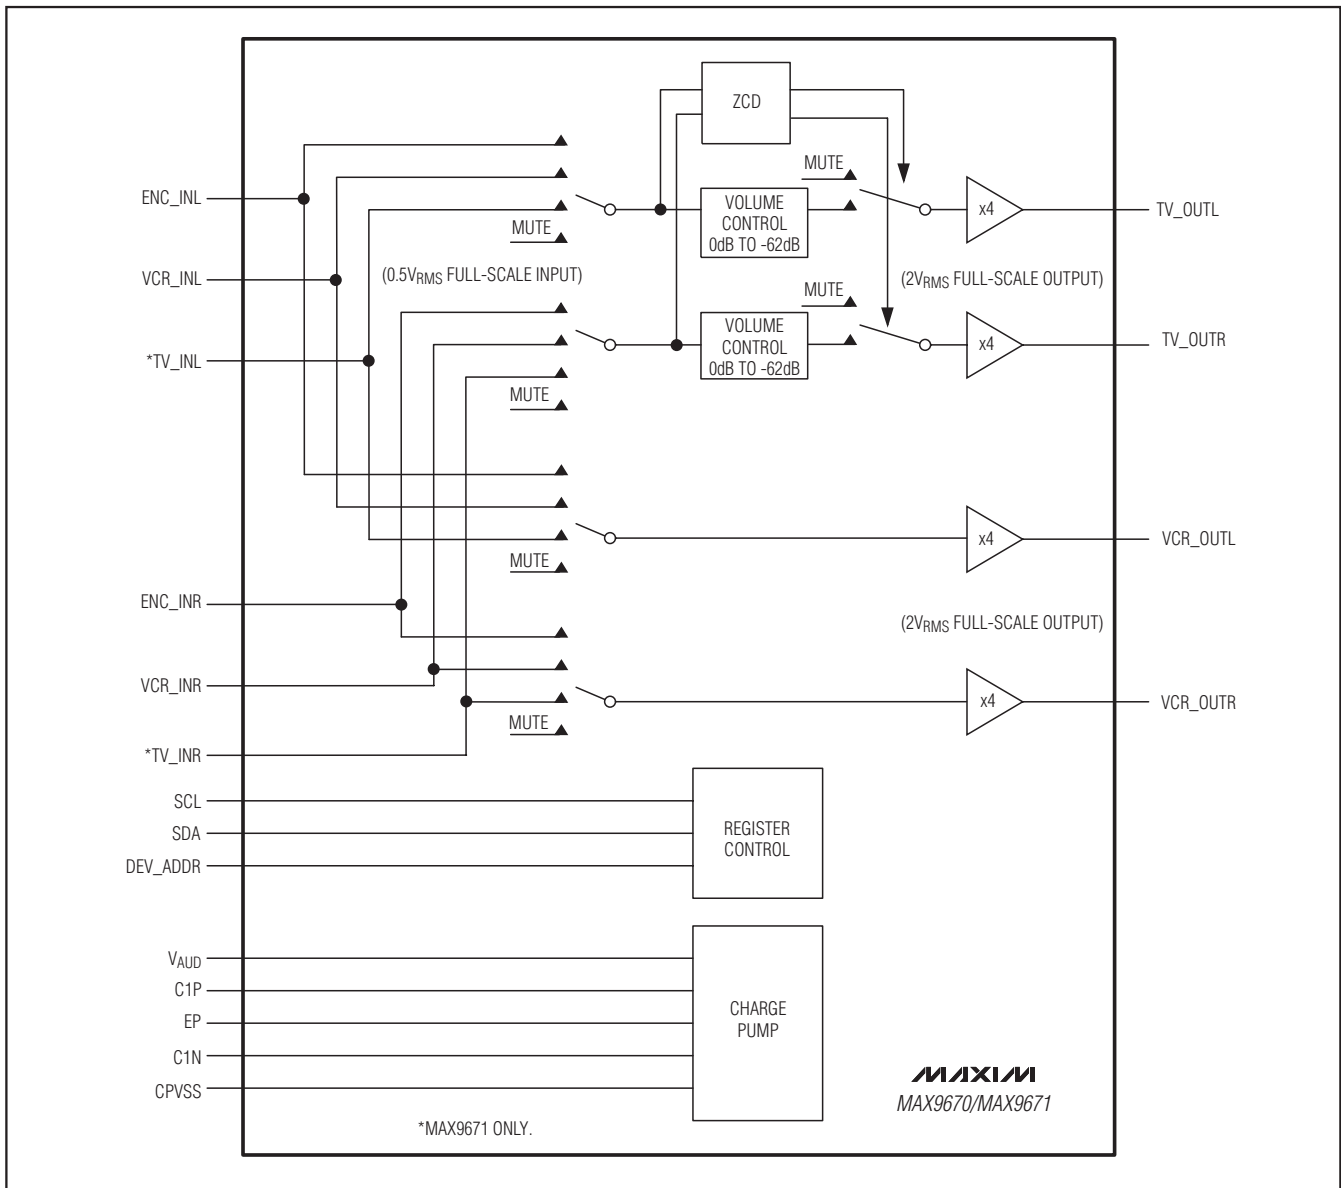 ZCD
MUTE
ENC_INL
VOLUME
CONTROL
0dB TO -62dB
x4
TV_OUTL
MUTE
VCR_INL
(0.5VRMS FULL-SCALE INPUT)
(2VRMS FULL-SCALE OUTPUT)
MUTE
*TV_INL
VOLUME
CONTROL
0dB TO -62dB
x4
TV_OUTR
MUTE
x4
VCR_OUTL
MUTE
ENC_INR
(2VRMS FULL-SCALE OUTPUT)
VCR_INR
x4
VCR_OUTR
MUTE
*TV_INR
SCL
SDA
DEV_ADDR
REGISTER
CONTROL
VAUD
C1P
EP
C1N
CPVSS
CHARGE
PUMP
MAXIM
MAX9670/MAX9671
*MAX9671 ONLY.